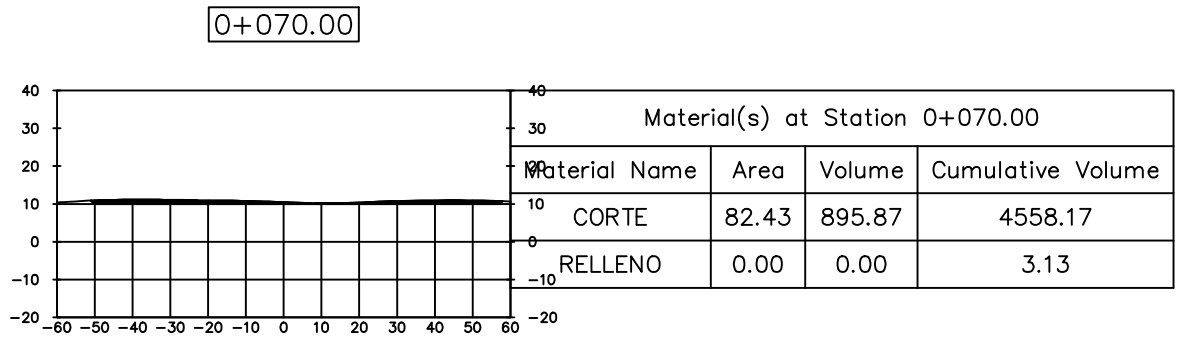 0+070.00
40 40
30 30
20 20
10 10
0 0
-10 -10
-20 -20
-60 -50 -40 -30 -20 -10 0 10 20 30 40 50 60
Material(s) at Station 0+070.00
Material Name Area Volume Cumulative Volume
CORTE 82.43 895.87 4558.17
RELLENO 0.00 0.00 3.13